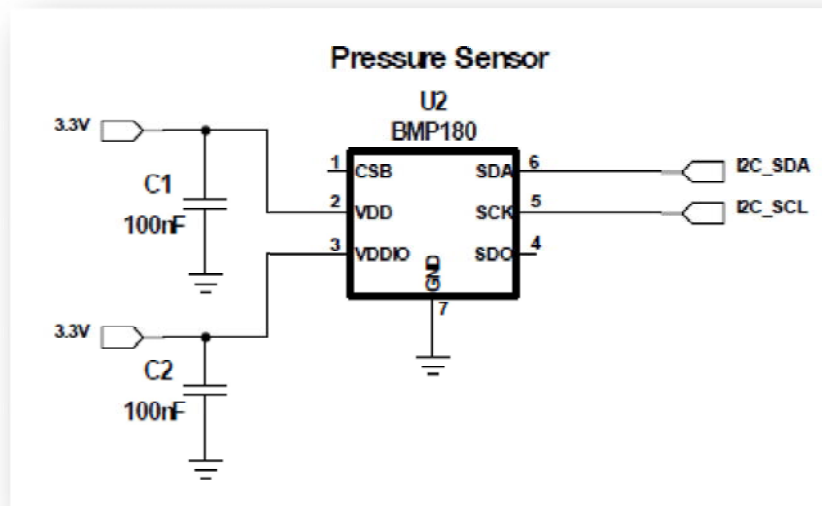 Pressure Sensor
U2
BMP180
3.3V
C1
100nF
1 CSB
2 VDD
3 VDDIO
SDA 6
SCK 5
SDO 4
GND
7
I2C_SDA
I2C_SCL
3.3V
C2
100nF